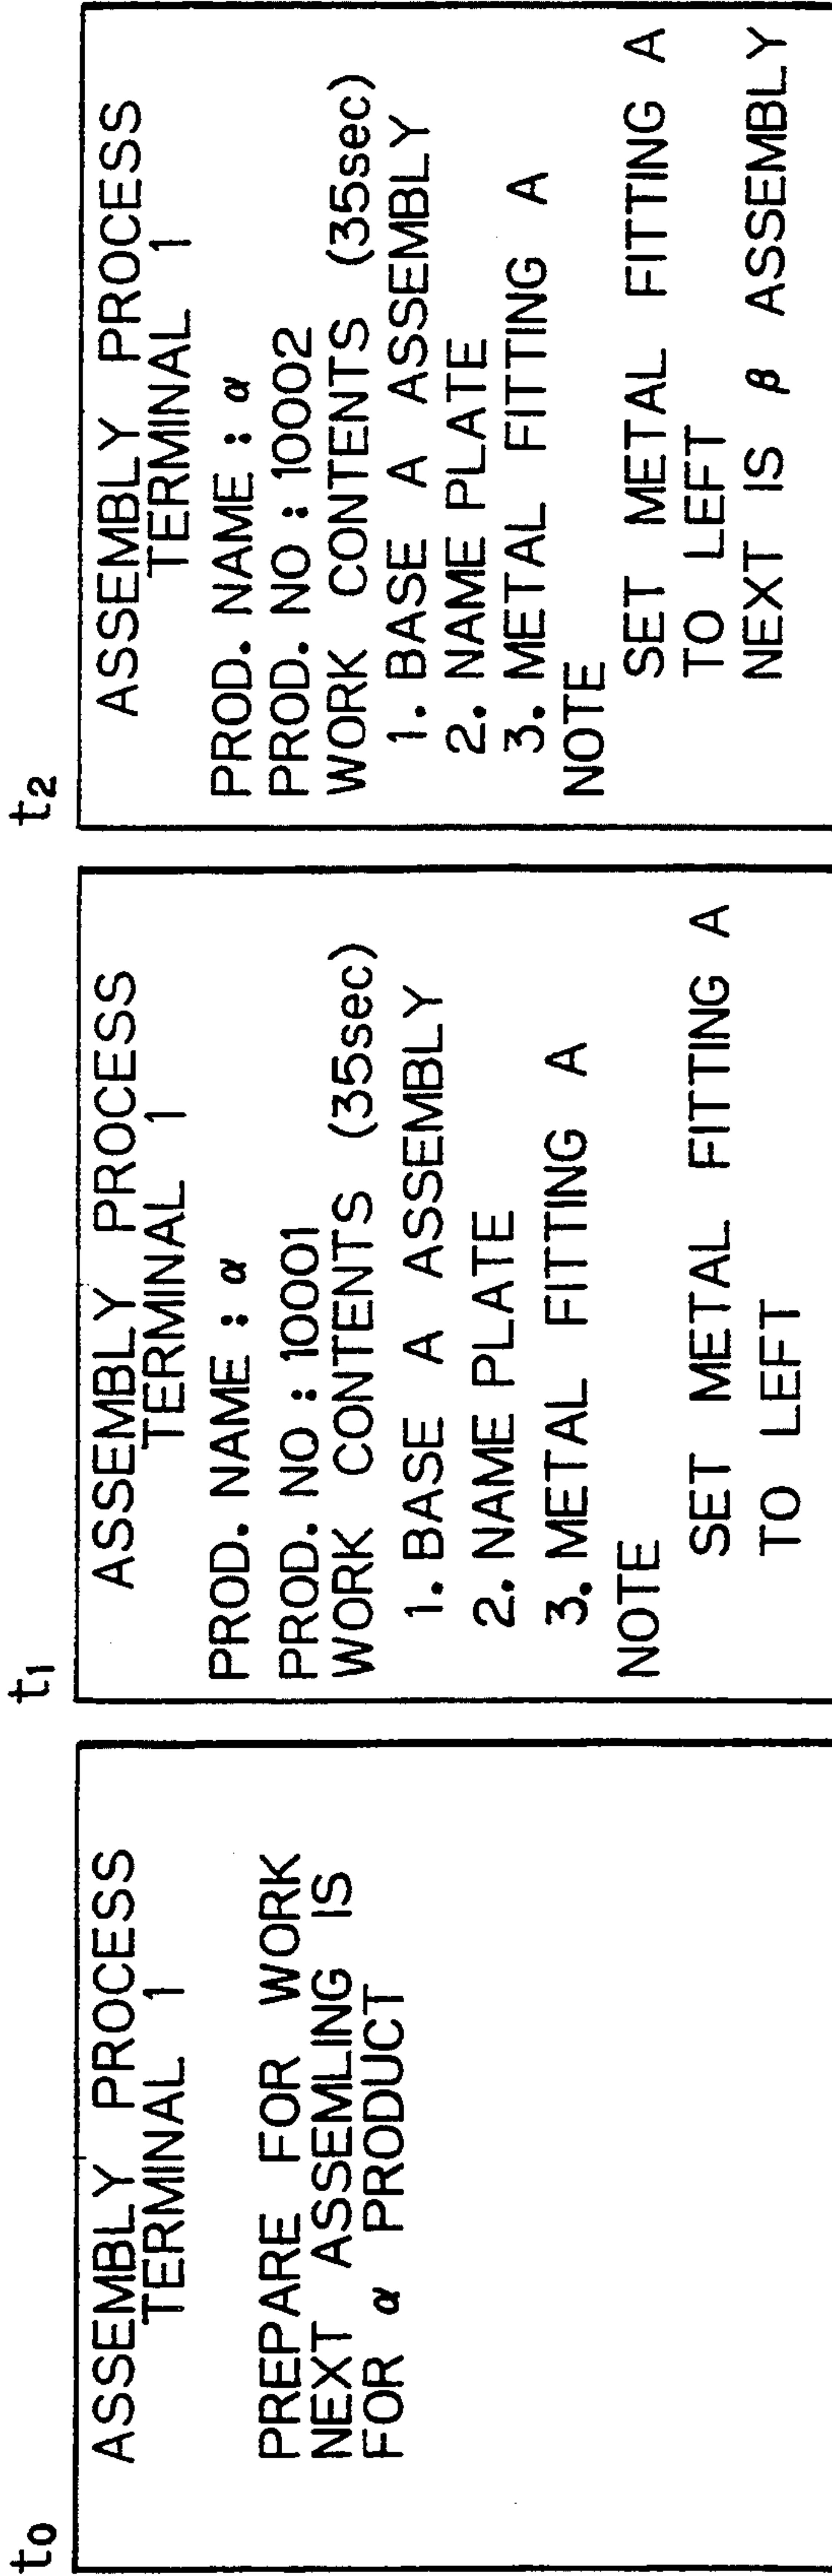 t₀
ASSEMBLY PROCESS
TERMINAL 1
PREPARE FOR WORK
NEXT ASSEMLING IS
FOR α PRODUCT
t₁
ASSEMBLY PROCESS
TERMINAL 1
PROD. NAME : α
PROD. NO : 10001
WORK CONTENTS (35sec)
1. BASE A ASSEMBLY
2. NAME PLATE
3. METAL FITTING A
NOTE
SET METAL FITTING A
TO LEFT
t₂
ASSEMBLY PROCESS
TERMINAL 1
PROD. NAME : α
PROD. NO : 10002
WORK CONTENTS (35sec)
1. BASE A ASSEMBLY
2. NAME PLATE
3. METAL FITTING A
NOTE
SET METAL FITTING A
TO LEFT
NEXT IS β ASSEMBLY